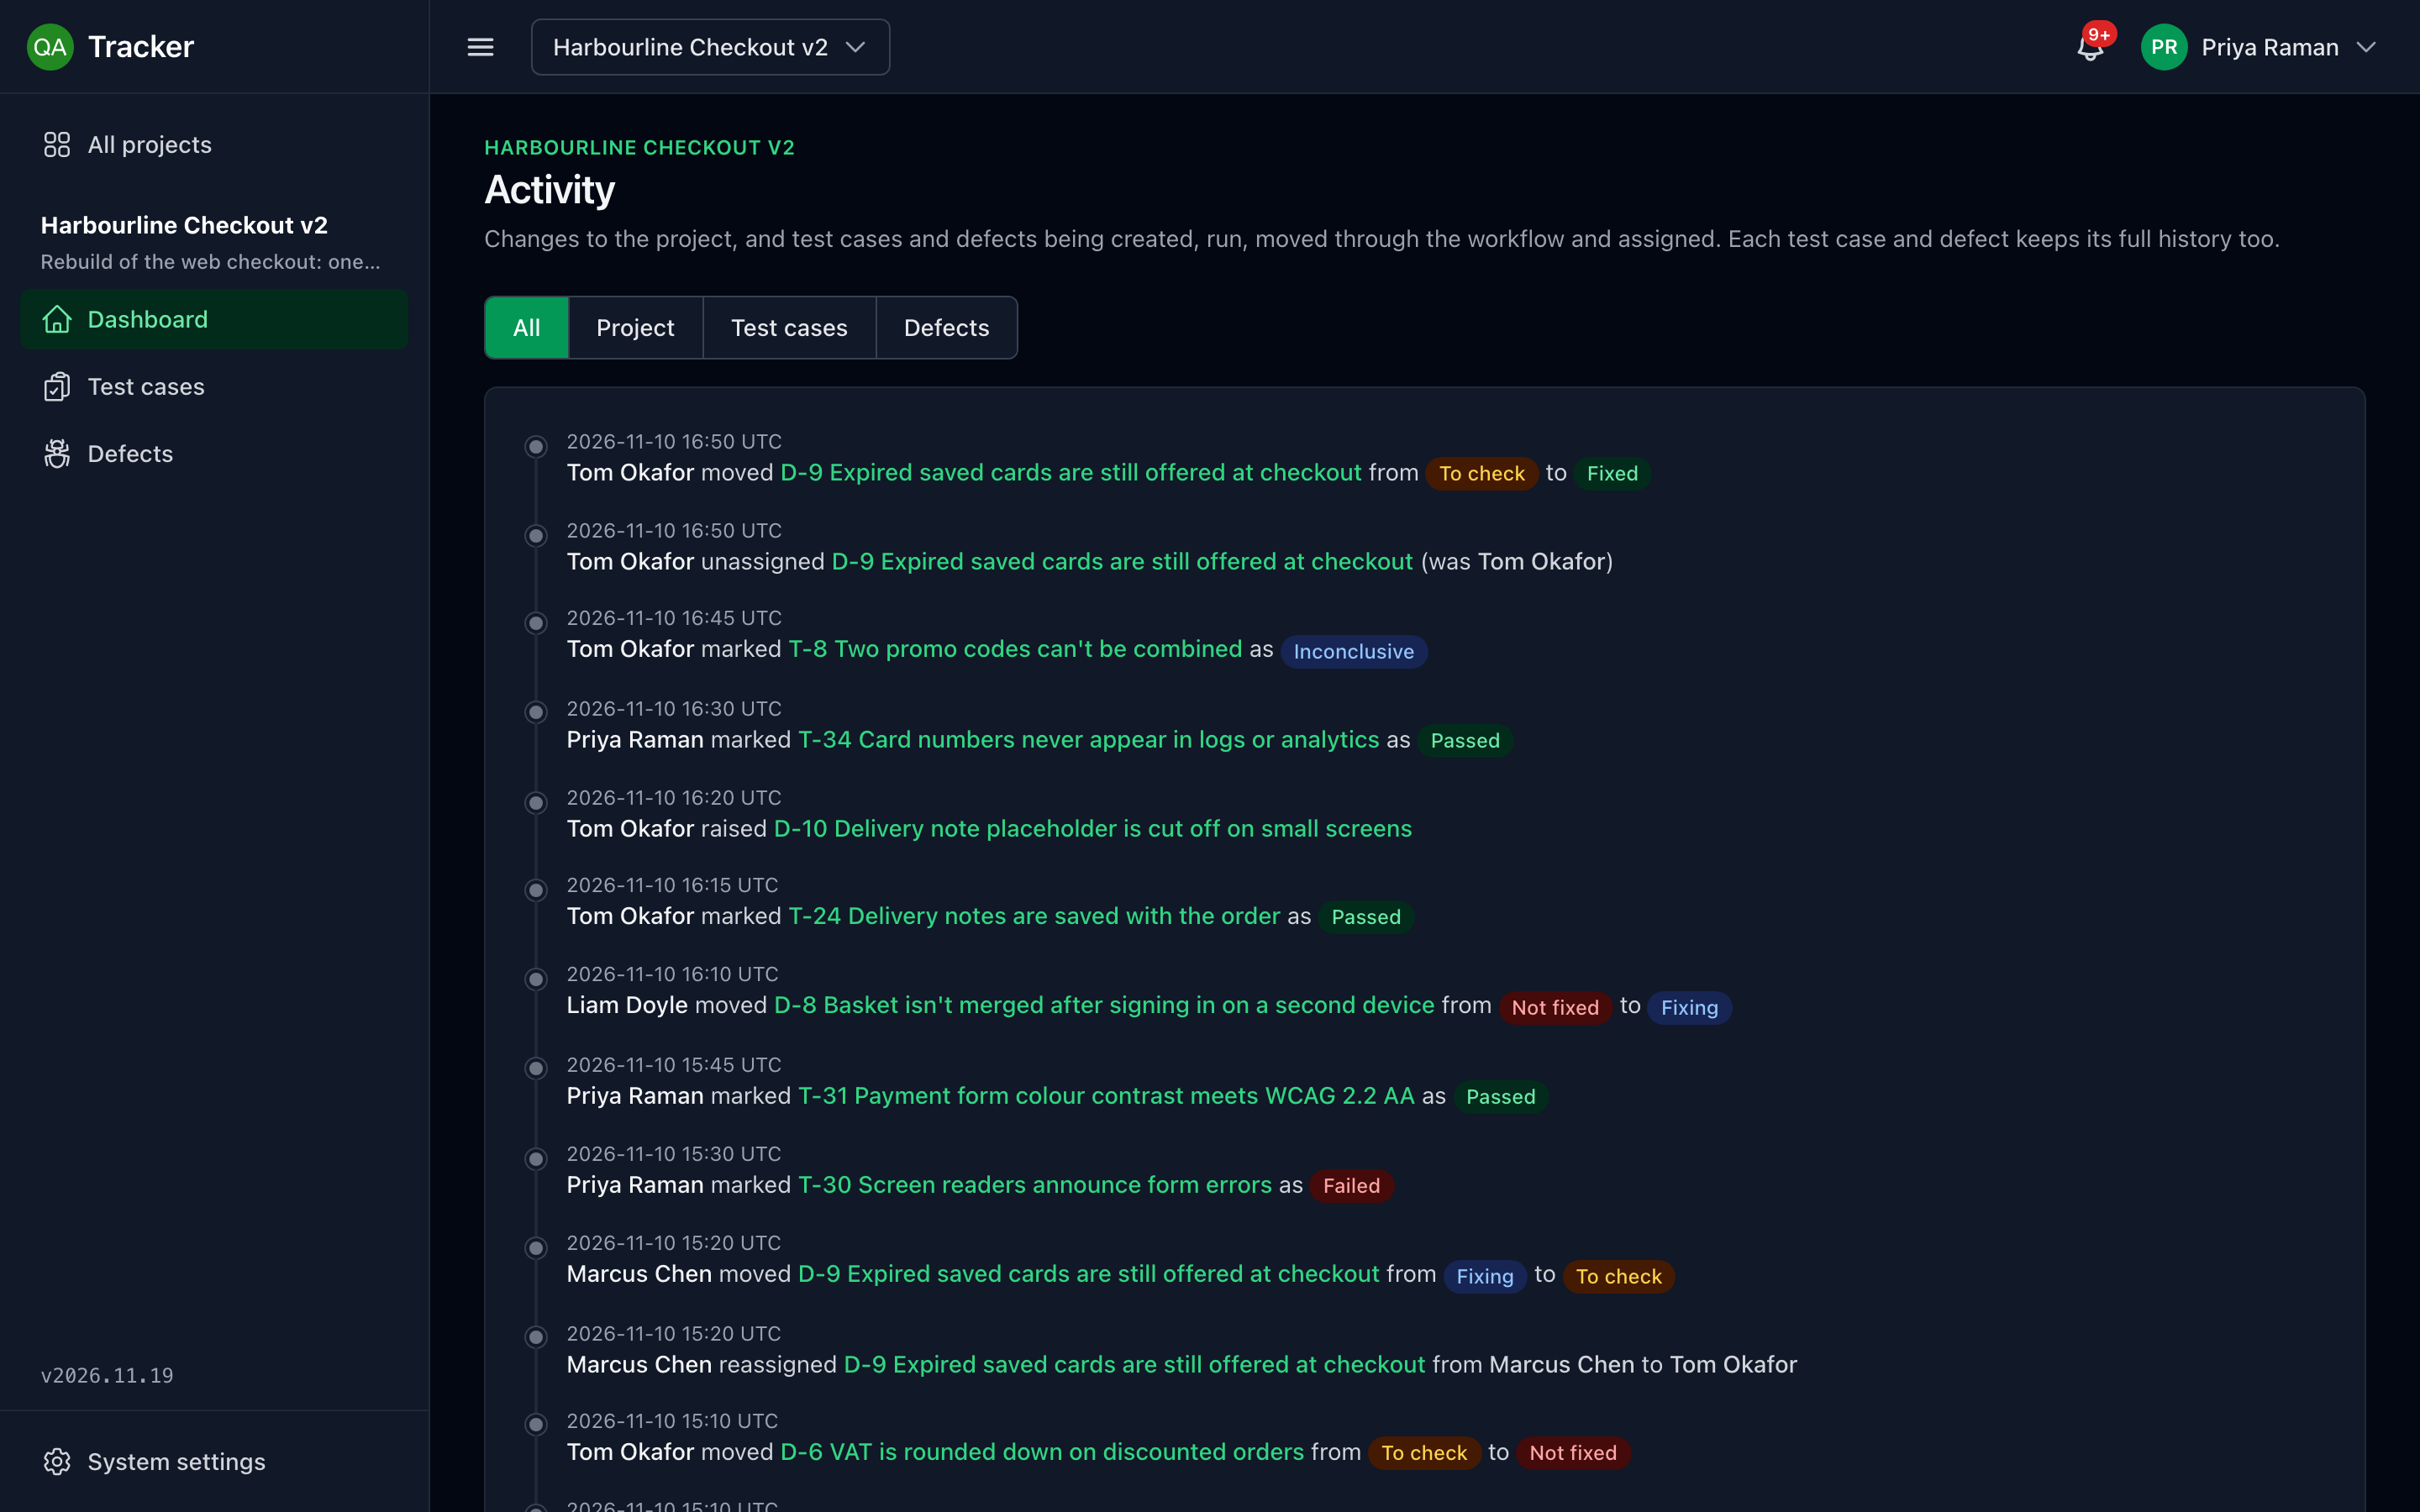 QA Tracker
Harbourline Checkout v2
9+
PR Priya Raman
All projects
Harbourline Checkout v2
Rebuild of the web checkout: one...
Dashboard
Test cases
Defects
v2026.11.19
System settings
HARBOURLINE CHECKOUT V2
Activity
Changes to the project, and test cases and defects being created, run, moved through the workflow and assigned. Each test case and defect keeps its full history too.
All Project Test cases Defects
2026-11-10 16:50 UTC
Tom Okafor moved D-9 Expired saved cards are still offered at checkout from To check to Fixed
2026-11-10 16:50 UTC
Tom Okafor unassigned D-9 Expired saved cards are still offered at checkout (was Tom Okafor)
2026-11-10 16:45 UTC
Tom Okafor marked T-8 Two promo codes can't be combined as Inconclusive
2026-11-10 16:30 UTC
Priya Raman marked T-34 Card numbers never appear in logs or analytics as Passed
2026-11-10 16:20 UTC
Tom Okafor raised D-10 Delivery note placeholder is cut off on small screens
2026-11-10 16:15 UTC
Tom Okafor marked T-24 Delivery notes are saved with the order as Passed
2026-11-10 16:10 UTC
Liam Doyle moved D-8 Basket isn't merged after signing in on a second device from Not fixed to Fixing
2026-11-10 15:45 UTC
Priya Raman marked T-31 Payment form colour contrast meets WCAG 2.2 AA as Passed
2026-11-10 15:30 UTC
Priya Raman marked T-30 Screen readers announce form errors as Failed
2026-11-10 15:20 UTC
Marcus Chen moved D-9 Expired saved cards are still offered at checkout from Fixing to To check
2026-11-10 15:20 UTC
Marcus Chen reassigned D-9 Expired saved cards are still offered at checkout from Marcus Chen to Tom Okafor
2026-11-10 15:10 UTC
Tom Okafor moved D-6 VAT is rounded down on discounted orders from To check to Not fixed
2026-11-10 15:10 UTC